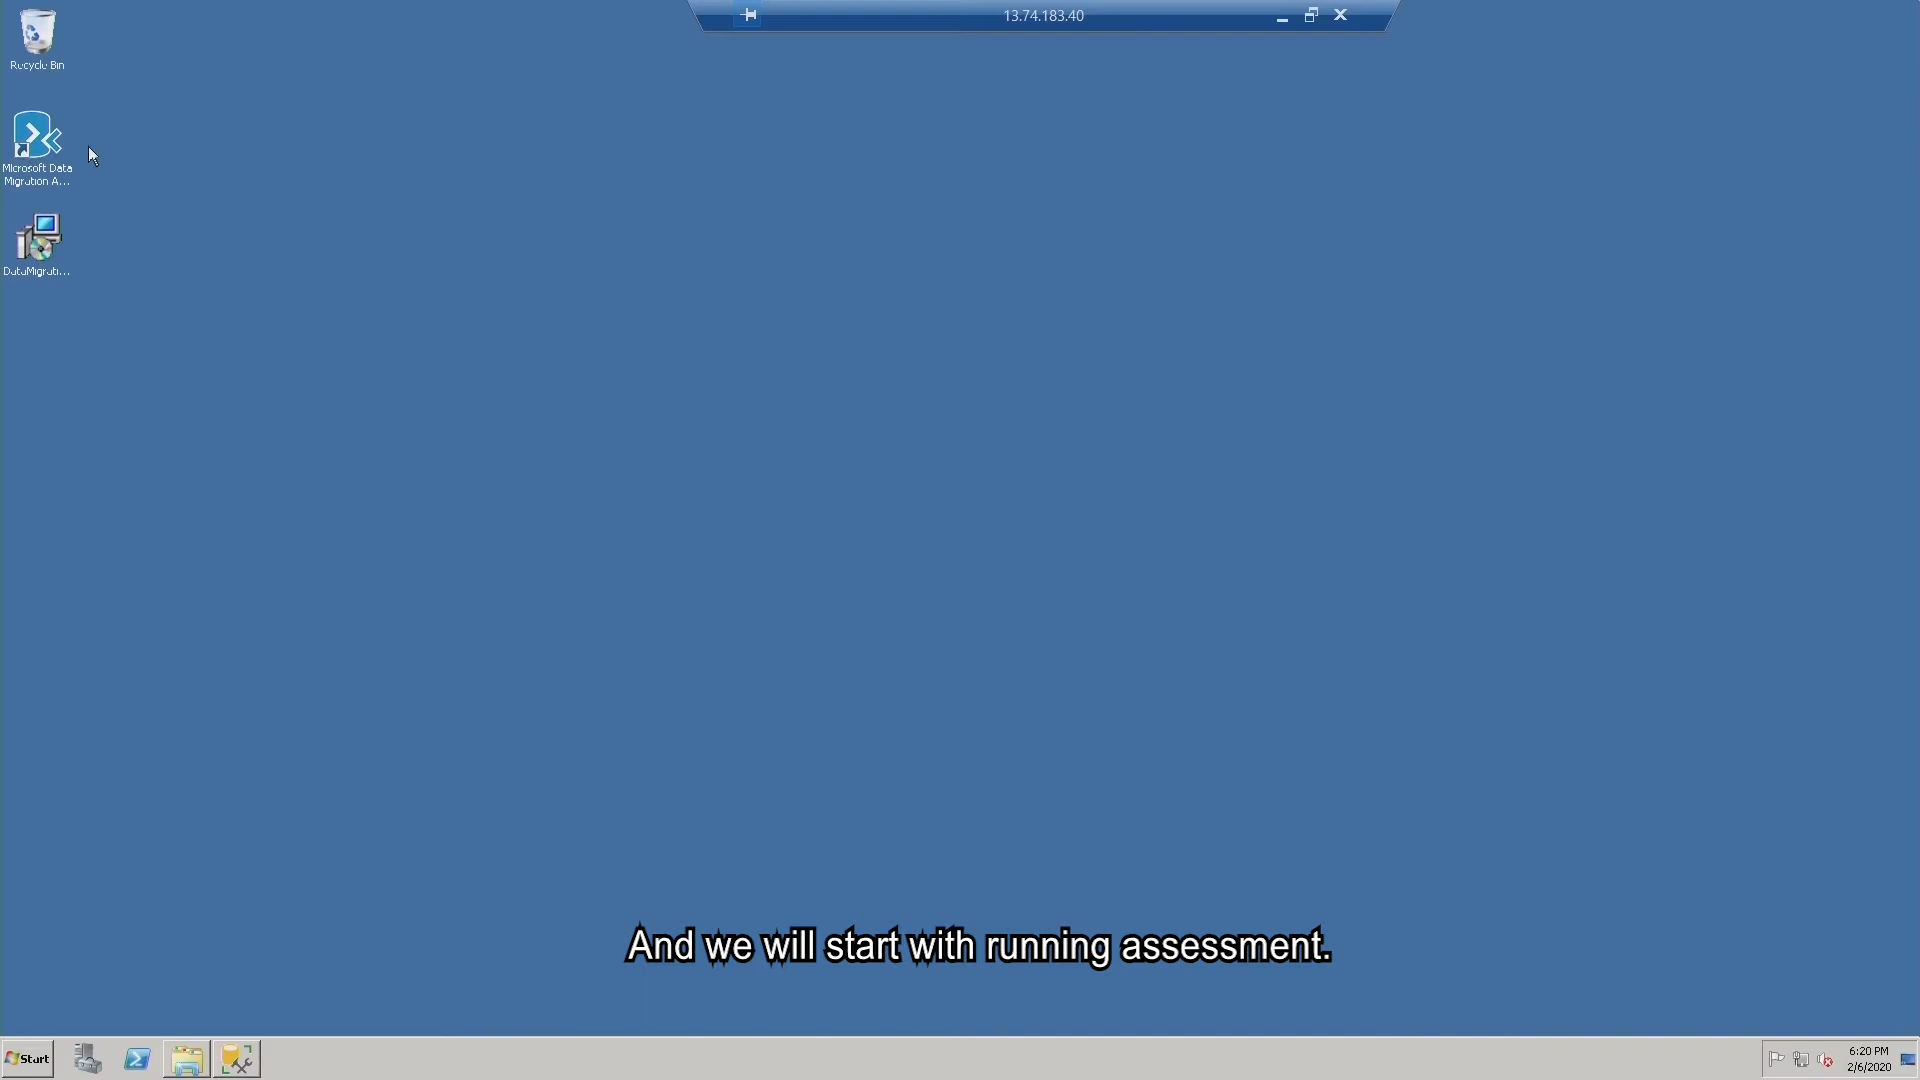 13.74.183.40
Recycle Bin
Microsoft Data
Migration A...
DataMigrati...
And we will start with running assessment.
Start
6:20 PM
2/6/2020